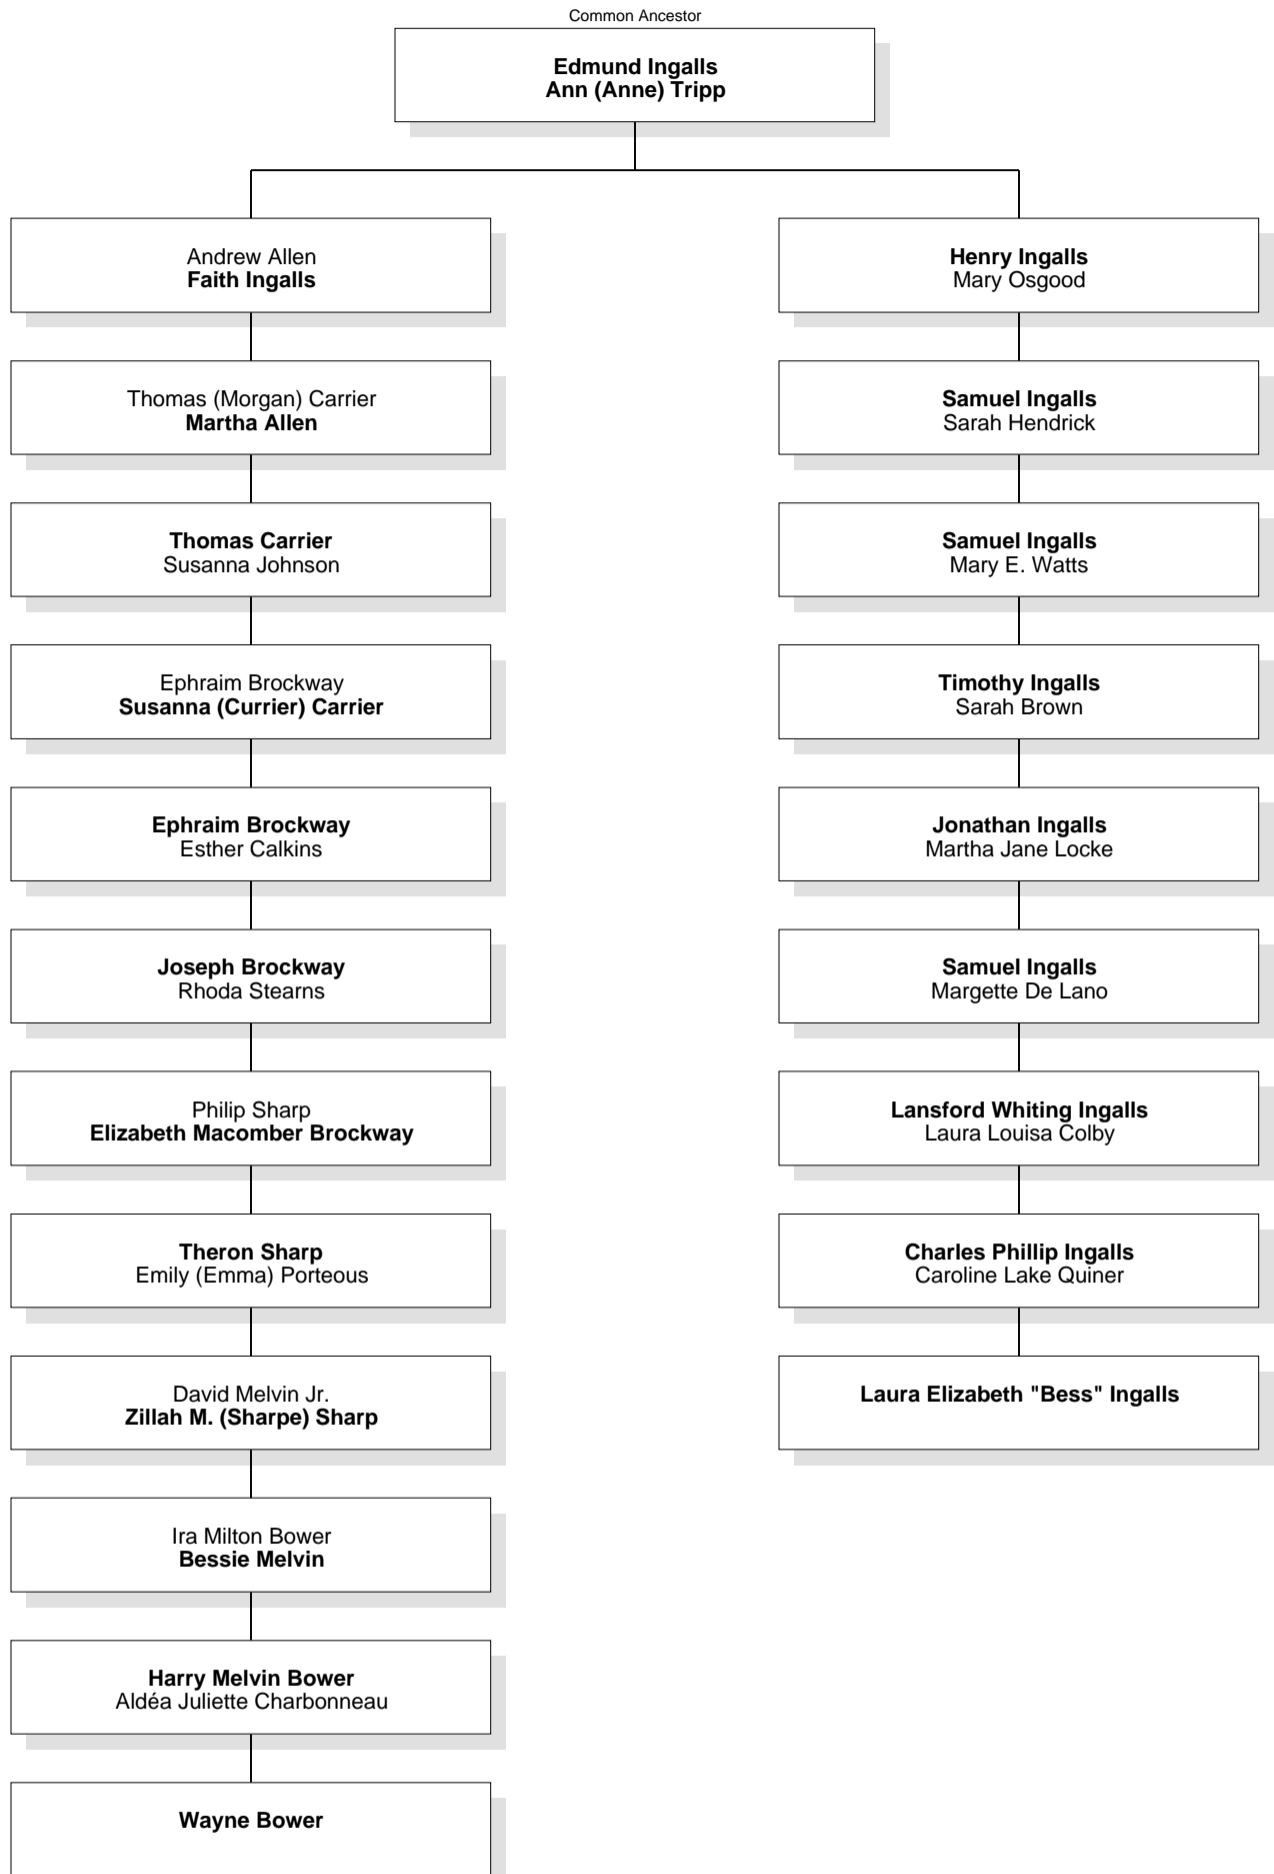 Common Ancestor
Edmund Ingalls
Ann (Anne) Tripp
Andrew Allen
Faith Ingalls
Thomas (Morgan) Carrier
Martha Allen
Thomas Carrier
Susanna Johnson
Ephraim Brockway
Susanna (Currier) Carrier
Ephraim Brockway
Esther Calkins
Joseph Brockway
Rhoda Stearns
Philip Sharp
Elizabeth Macomber Brockway
Theron Sharp
Emily (Emma) Porteous
David Melvin Jr.
Zillah M. (Sharpe) Sharp
Ira Milton Bower
Bessie Melvin
Harry Melvin Bower
Aldéa Juliette Charbonneau
Wayne Bower
Henry Ingalls
Mary Osgood
Samuel Ingalls
Sarah Hendrick
Samuel Ingalls
Mary E. Watts
Timothy Ingalls
Sarah Brown
Jonathan Ingalls
Martha Jane Locke
Samuel Ingalls
Margette De Lano
Lansford Whiting Ingalls
Laura Louisa Colby
Charles Phillip Ingalls
Caroline Lake Quiner
Laura Elizabeth "Bess" Ingalls